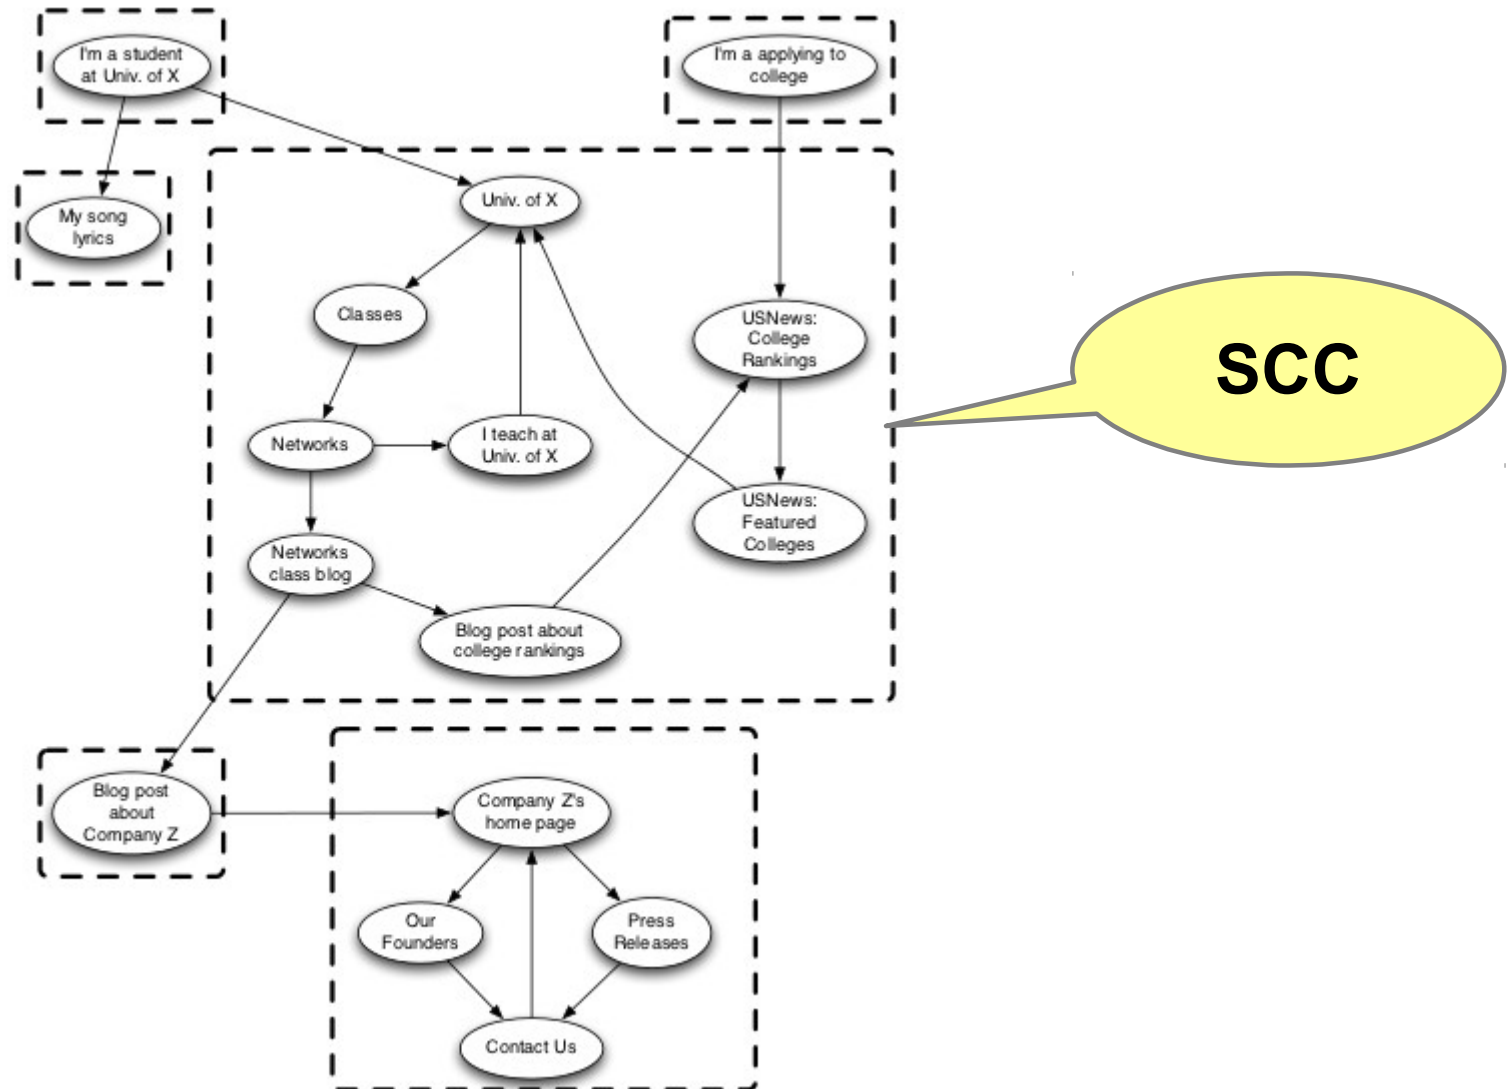 I'm a student
at Univ. of X
I'm a applying to
college
My song
lyrics
Univ. of X
Classes
USNews:
College
Rankings
SCC
Networks
I teach at
Univ. of X
USNews:
Featured
Colleges
Networks
class blog
Blog post about
college rankings
Blog post
about
Company Z
Company Z's
home page
Our
Founders
Press
Releases
Contact Us